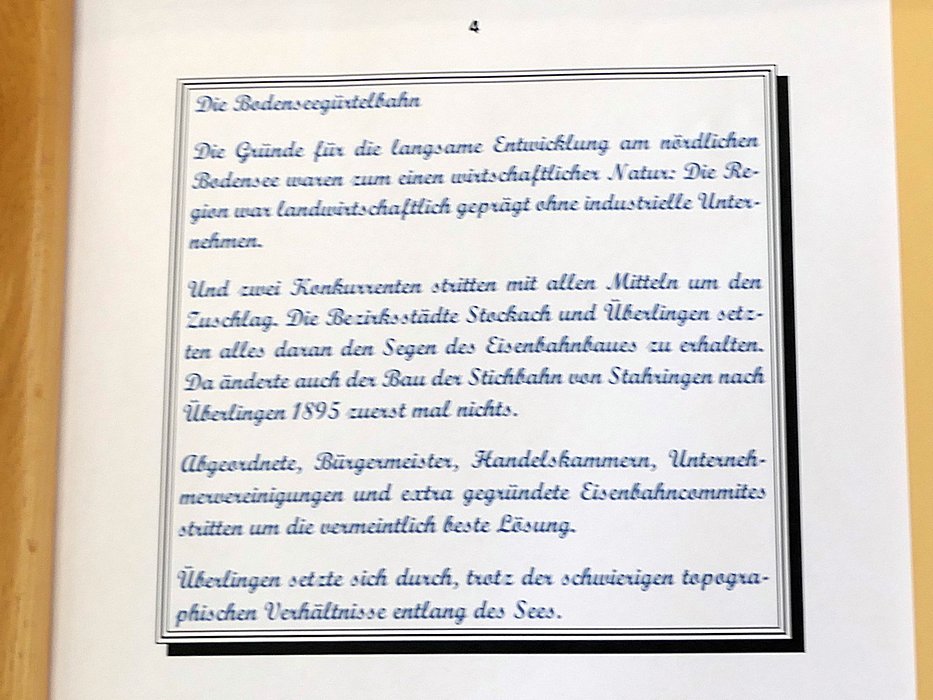 4
Die Bodenseegürtelbahn
Die Gründe für die langsame Entwicklung am nördlichen
Bodensee waren zum einen wirtschaftlicher Natur: Die Re-
gion war landwirtschaftlich geprägt ohne industrielle Unter-
nehmen.
Und zwei Konkurrenten stritten mit allen Mitteln um den
Zuschlag. Die Bezirksstädte Stockach und Überlingen setz-
ten alles daran den Segen des Eisenbahnbaues zu erhalten.
Da änderte auch der Bau der Stichbahn von Stahringen nach
Überlingen 1895 zuerst mal nichts.
Abgeordnete, Bürgermeister, Handelskammern, Unterneh-
mervereinigungen und extra gegründete Eisenbahncommites
stritten um die vermeintlich beste Lösung.
Überlingen setzte sich durch, trotz der schwierigen topogra-
phischen Verhältnisse entlang des Sees.